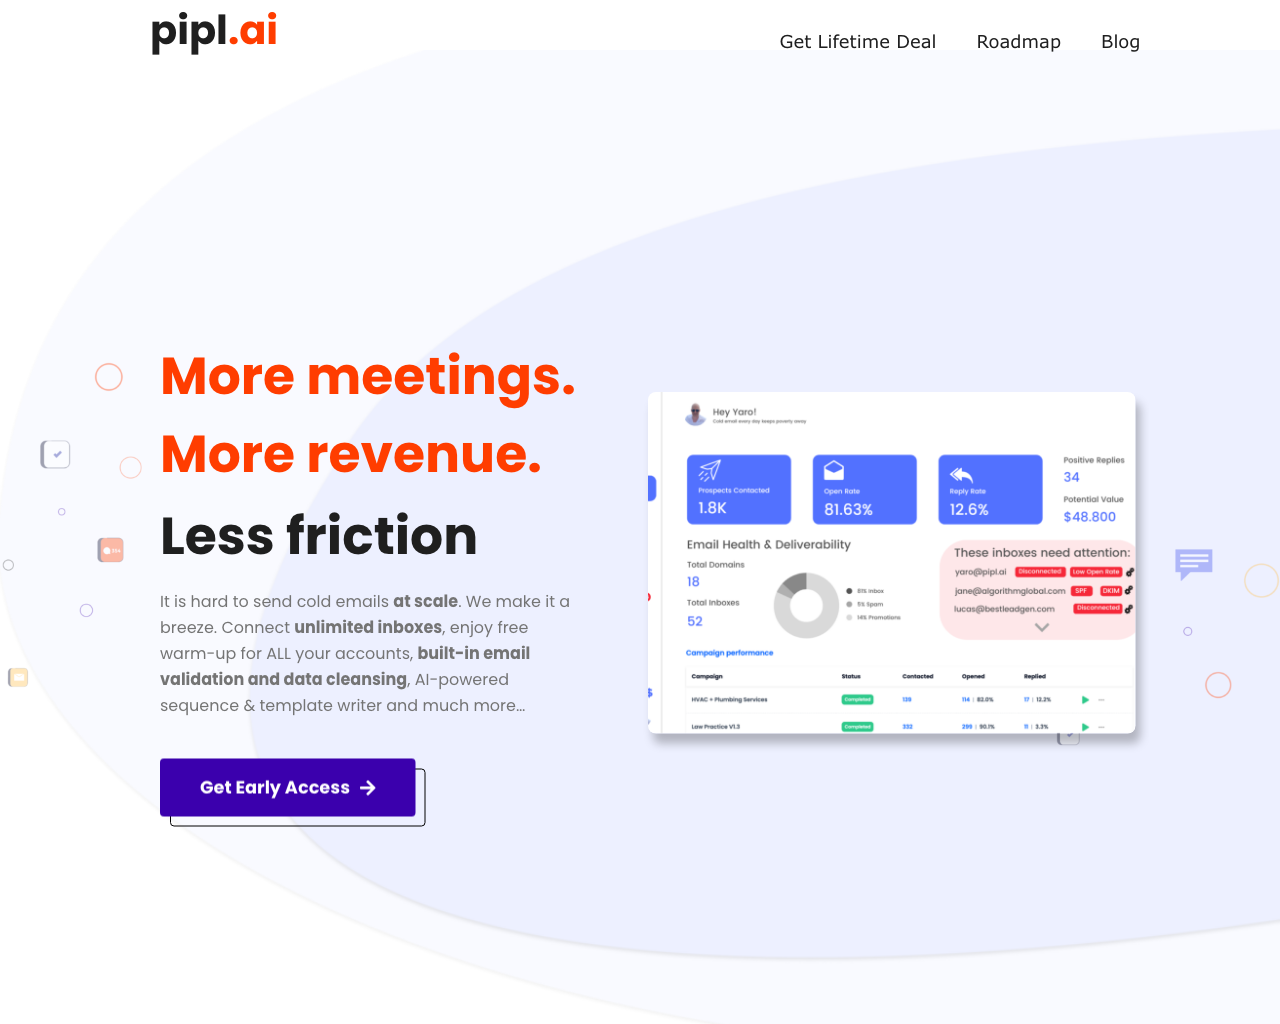 pipl.ai
Get Lifetime Deal Roadmap Blog
More meetings.
More revenue.
Less friction
It is hard to send cold emails at scale. We make it a
breeze. Connect unlimited inboxes, enjoy free
warm-up for ALL your accounts, built-in email
validation and data cleansing, AI-powered
sequence & template writer and much more...
Get Early Access
Hey Yaro!
Cold email every day keeps poverty away
Prospects Contacted
1.8K
Open Rate
81.63%
Reply Rate
12.6%
Positive Replies
34
Potential Value
$48.800
Email Health & Deliverability
Total Domains
18
Total Inboxes
52
81% Inbox
5% Spam
14% Promotions
These inboxes need attention:
yaro@pipl.ai Disconnected Low Open Rate
jane@algorithmglobal.com SPF DKIM
lucas@bestleadgen.com Disconnected
Campaign performance
Campaign Status Contacted Opened Replied
HVAC + Plumbing Services Completed 139 114 | 82.0% 17 | 12.2%
Law Practice V1.3 Completed 332 299 | 90.1% 11 | 3.3%